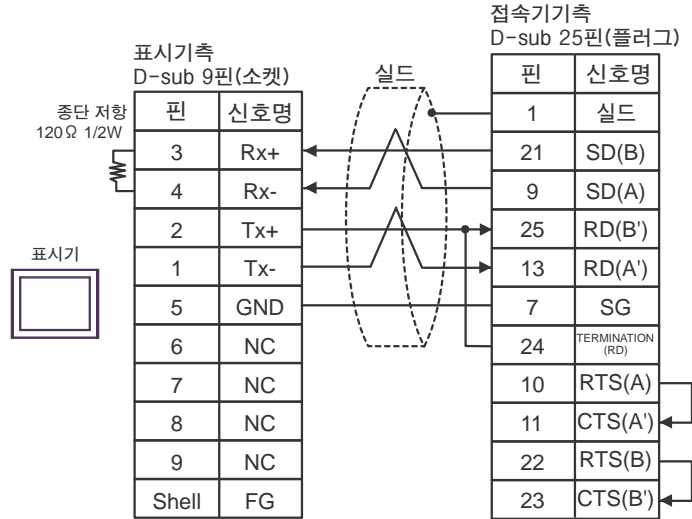 접속기기측
D-sub 25핀(플러그)
표시기측
D-sub 9핀(소켓)
실드
종단 저항
120Ω 1/2W
표시기
핀 신호명
3 Rx+
4 Rx-
2 Tx+
1 Tx-
5 GND
6 NC
7 NC
8 NC
9 NC
Shell FG
핀 신호명
1 실드
21 SD(B)
9 SD(A)
25 RD(B')
13 RD(A')
7 SG
24 TERMINATION
(RD)
10 RTS(A)
11 CTS(A')
22 RTS(B)
23 CTS(B')